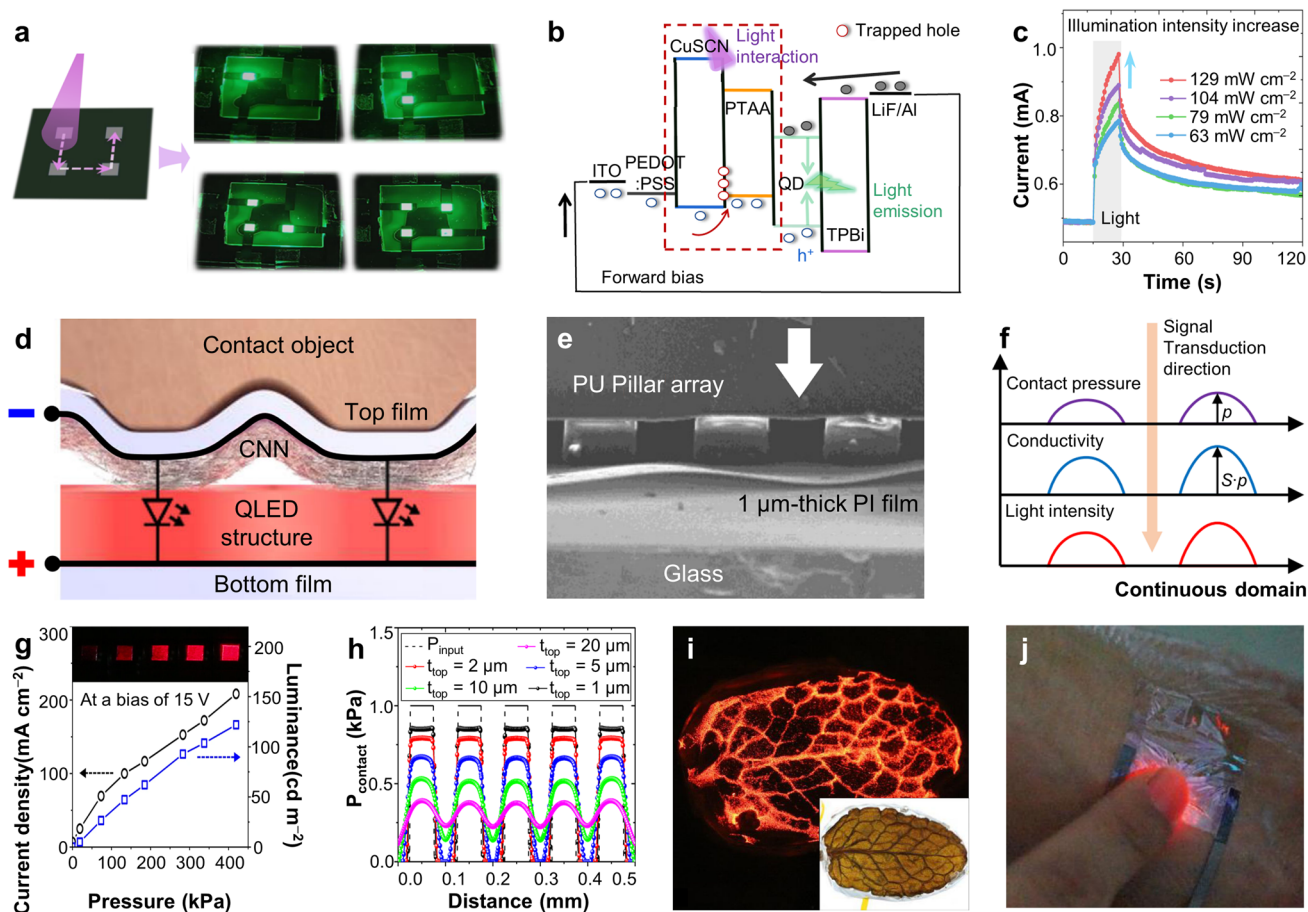 a
b
CuSCN
Light
interaction
Trapped hole
PTAA
LiF/Al
ITO
PEDOT
:PSS
QD
Light
emission
TPBi
h⁺
Forward bias
c
Illumination intensity increase
1.0
0.8
0.6
129 mW cm⁻²
104 mW cm⁻²
79 mW cm⁻²
63 mW cm⁻²
Light
Current (mA)
0
30
60
90
120
Time (s)
d
Contact object
Top film
CNN
QLED
structure
Bottom film
e
PU Pillar array
1 μm-thick PI film
Glass
f
Signal
Transduction
direction
Contact pressure
p
Conductivity
S·p
Light intensity
Continuous domain
g
300
200
100
0
At a bias of 15 V
200
150
100
50
0
Current density(mA cm⁻²)
Luminance(cd m⁻²)
0
100
200
300
400
Pressure (kPa)
h
1.5
1.0
0.5
0.0
P_input
t_top = 2 μm
t_top = 10 μm
t_top = 20 μm
t_top = 5 μm
t_top = 1 μm
P_contact (kPa)
0.0
0.1
0.2
0.3
0.4
0.5
Distance (mm)
i
j